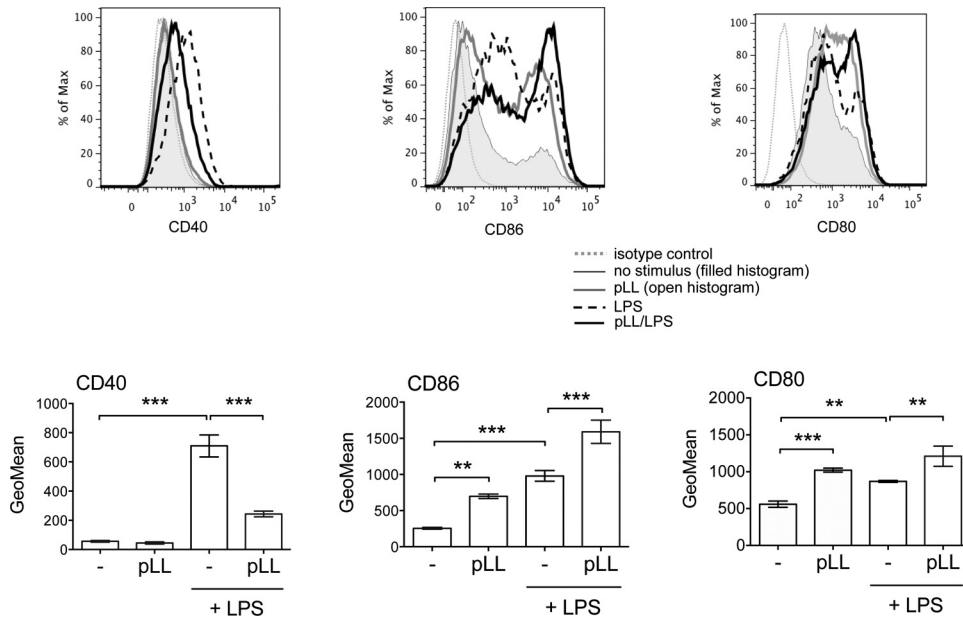 % of Max
100
80
60
40
20
0
0 10³ 10⁴ 10⁵
CD40
% of Max
100
80
60
40
20
0
0 10² 10³ 10⁴ 10⁵
CD86
% of Max
100
80
60
40
20
0
0 10² 10³ 10⁴ 10⁵
CD80
isotype control
no stimulus (filled histogram)
pLL (open histogram)
LPS
pLL/LPS
CD40
GeoMean
1000
800
600
400
200
0
*** ***
- pLL - pLL
+ LPS
CD86
GeoMean
2000
1500
1000
500
0
***
***
**
- pLL - pLL
+ LPS
CD80
GeoMean
2000
1500
1000
500
0
** **
***
- pLL - pLL
+ LPS